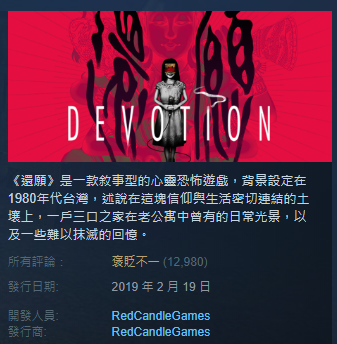 還願
DEVOTION
《還願》是一款敘事型的心靈恐怖遊戲，背景設定在
1980年代台灣，述說在這塊信仰與生活密切連結的土
壤上，一戶三口之家在老公寓中曾有的日常光景，以
及一些難以抹滅的回憶。
所有評論：
褒貶不一 (12,980)
發行日期：
2019 年 2 月 19 日
開發人員:
RedCandleGames
發行商:
RedCandleGames